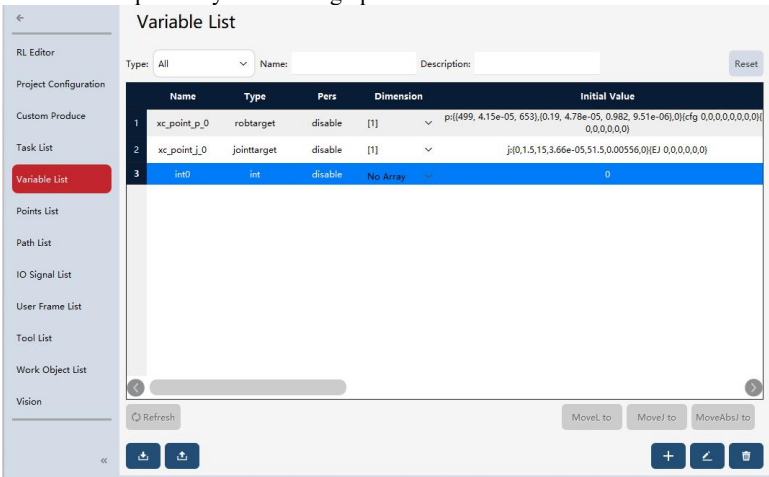 Variable List
RL Editor
Project Configuration
Custom Produce
Task List
Variable List
Points List
Path List
IO Signal List
User Frame List
Tool List
Work Object List
Vision
Type: All Name: Description: Reset
Name Type Pers Dimension Initial Value
1 xc_point_p_0 robtarget disable [1] p:{{499, 4.15e-05, 653},{0.19, 4.78e-05, 0.982, 9.51e-06),0}{cfg 0,0,0,0,0,0,0,0}{
0,0,0,0,0,0}
2 xc_point_j_0 jointtarget disable [1] j:{0,1.5,15,3.66e-05,51.5,0.00556,0}{EJ 0,0,0,0,0,0}
3 int0 int disable No Array 0
Refresh MoveL to MoveJ to MoveAbsJ to